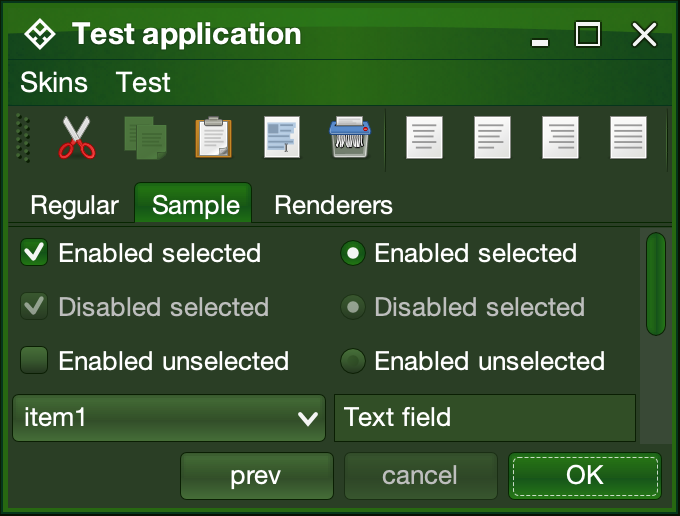 Test application
Skins Test
Regular Sample Renderers
Enabled selected Enabled selected
Disabled selected Disabled selected
Enabled unselected Enabled unselected
item1 Text field
prev cancel OK